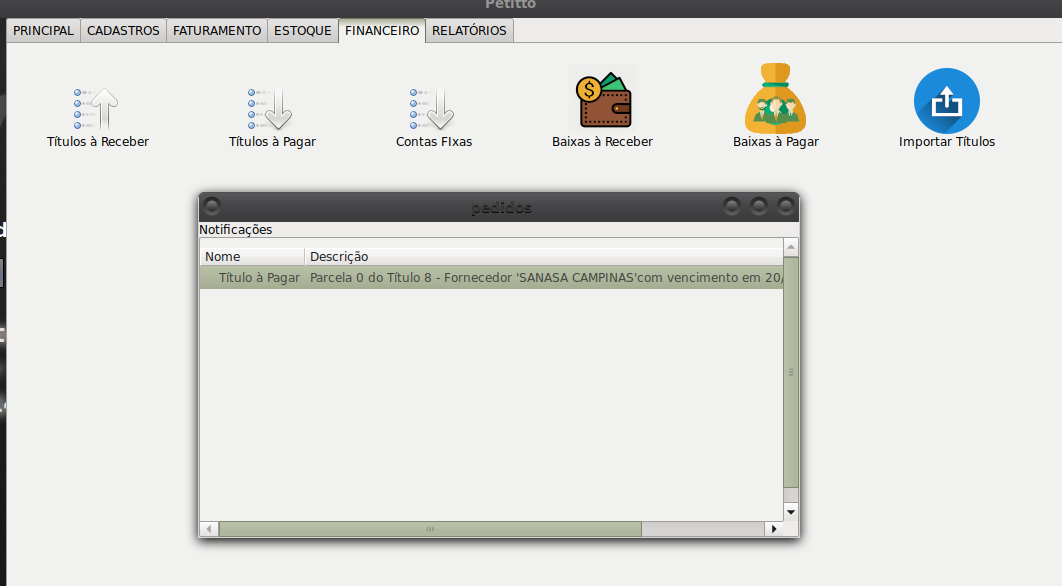 Petitto
PRINCIPAL CADASTROS FATURAMENTO ESTOQUE FINANCEIRO RELATÓRIOS
Títulos à Receber Títulos à Pagar Contas FIxas Baixas à Receber Baixas à Pagar Importar Títulos
pedidos
Notificações
Nome Descrição
Título à Pagar Parcela 0 do Título 8 - Fornecedor 'SANASA CAMPINAS'com vencimento em 20/